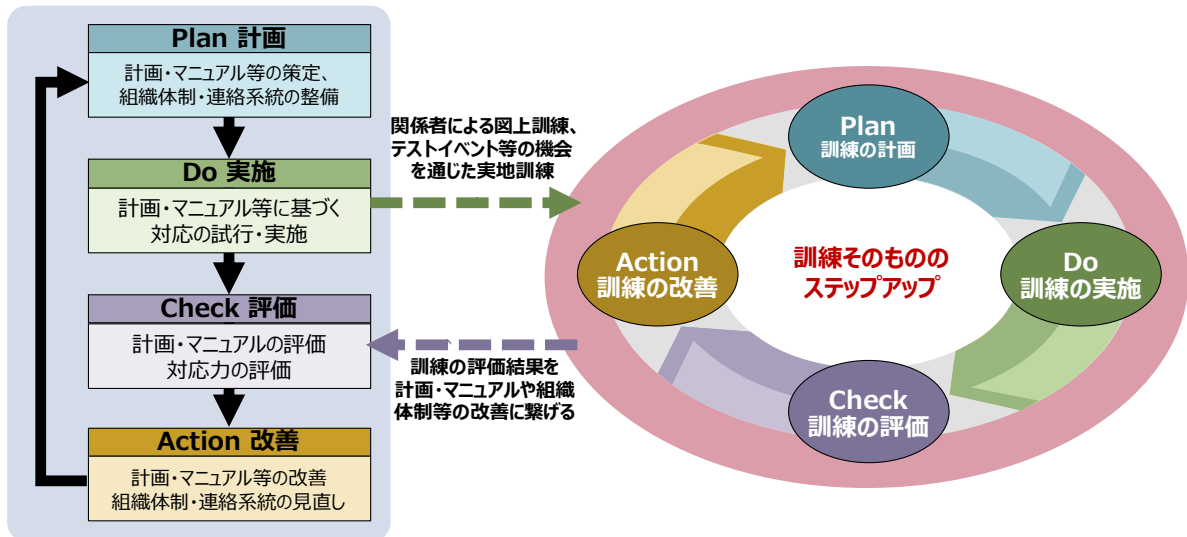 Plan 計画
計画・マニュアル等の策定、
組織体制・連絡系統の整備
Do 実施
計画・マニュアル等に基づく
対応の試行・実施
Check 評価
計画・マニュアルの評価
対応力の評価
Action 改善
計画・マニュアル等の改善
組織体制・連絡系統の見直し
関係者による図上訓練、
テストイベント等の機会
を通じた実地訓練
訓練の評価結果を
計画・マニュアルや組織
体制等の改善に繋げる
Plan
訓練の計画
Do
訓練の実施
Check
訓練の評価
Action
訓練の改善
訓練そのものの
ステップアップ